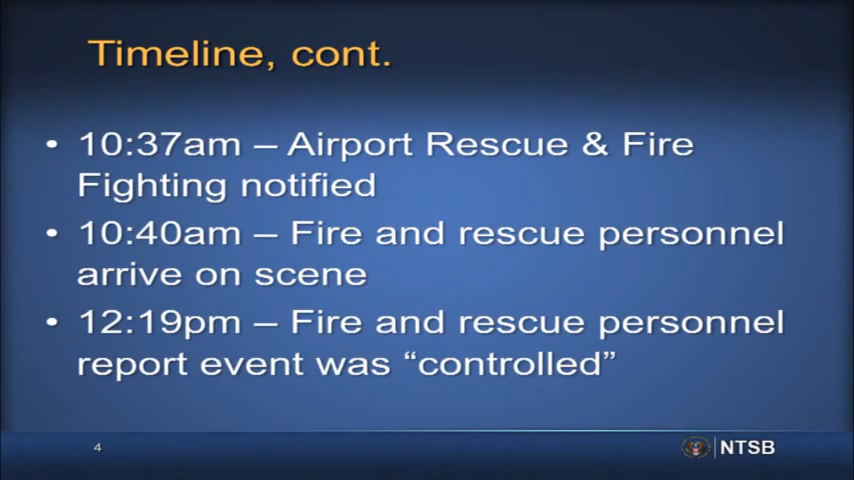 Timeline, cont.
• 10:37am – Airport Rescue & Fire
Fighting notified
• 10:40am – Fire and rescue personnel
arrive on scene
• 12:19pm – Fire and rescue personnel
report event was “controlled”
4
NTSB